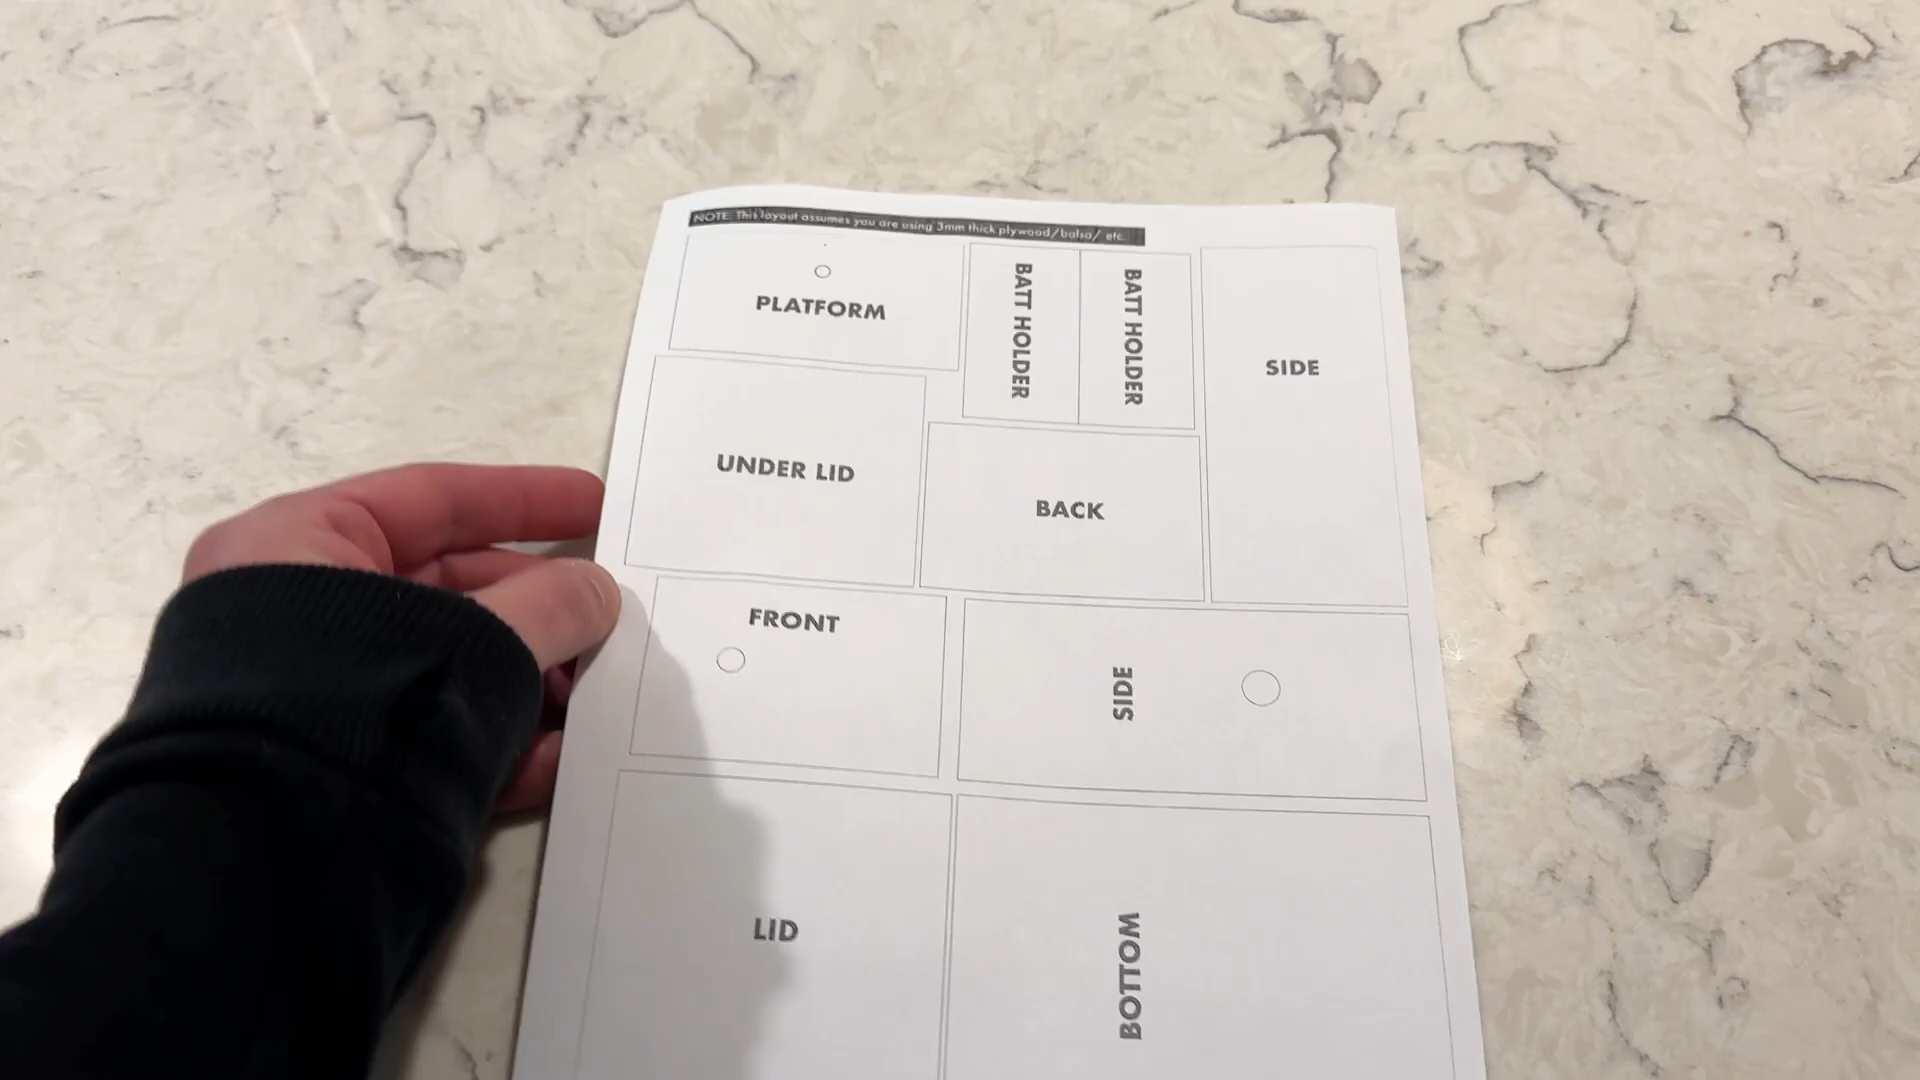 NOTE: This layout assumes you are using 3mm thick plywood/balsa/ etc.
PLATFORM
BATT HOLDER
BATT HOLDER
SIDE
UNDER LID
BACK
FRONT
SIDE
LID
BOTTOM